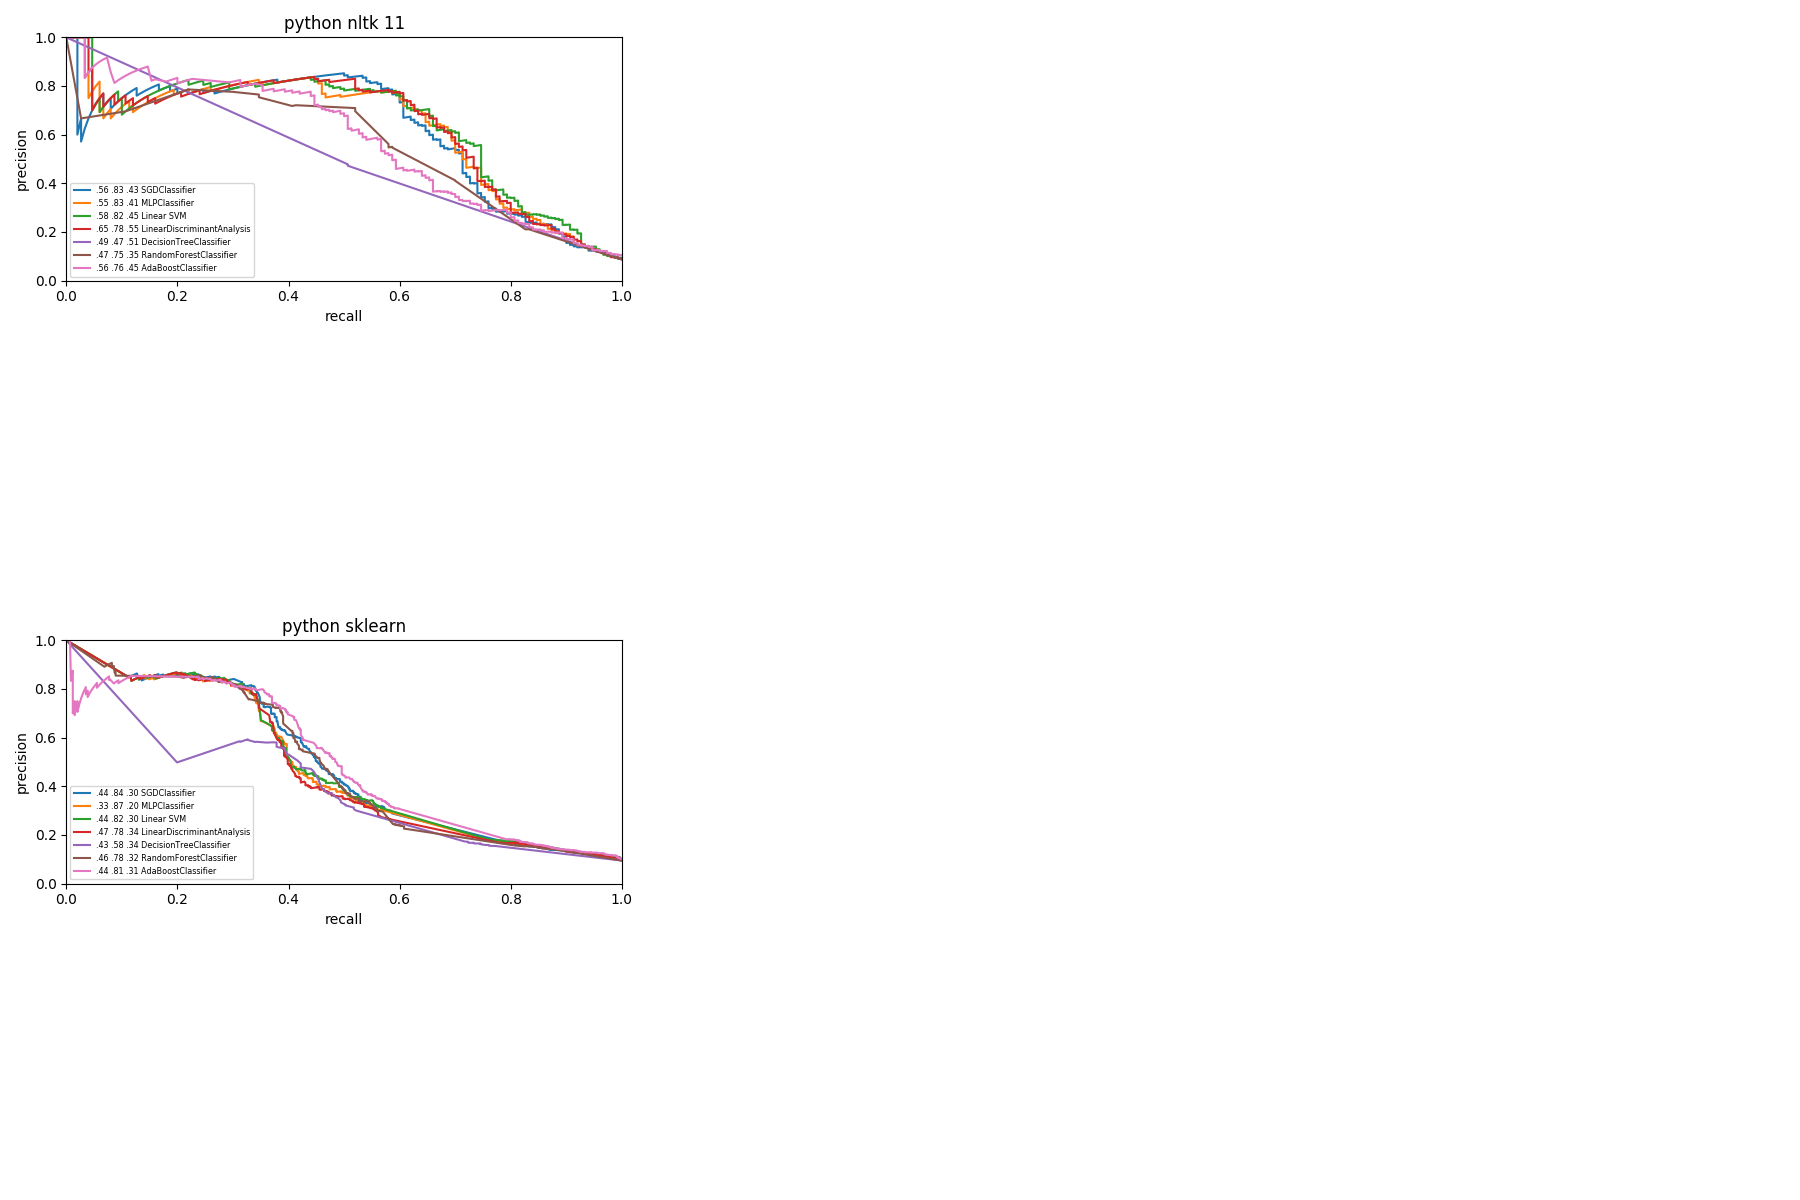 python nltk 11
1.0
0.8
0.6
0.4
0.2
0.0
precision
.56 .83 .43 SGDClassifier
.55 .83 .41 MLPClassifier
.58 .82 .45 Linear SVM
.65 .78 .55 LinearDiscriminantAnalysis
.49 .47 .51 DecisionTreeClassifier
.47 .75 .35 RandomForestClassifier
.56 .76 .45 AdaBoostClassifier
0.0 0.2 0.4 0.6 0.8 1.0
recall
python sklearn
1.0
0.8
0.6
0.4
0.2
0.0
precision
.44 .84 .30 SGDClassifier
.33 .87 .20 MLPClassifier
.44 .82 .30 Linear SVM
.47 .78 .34 LinearDiscriminantAnalysis
.43 .58 .34 DecisionTreeClassifier
.46 .78 .32 RandomForestClassifier
.44 .81 .31 AdaBoostClassifier
0.0 0.2 0.4 0.6 0.8 1.0
recall